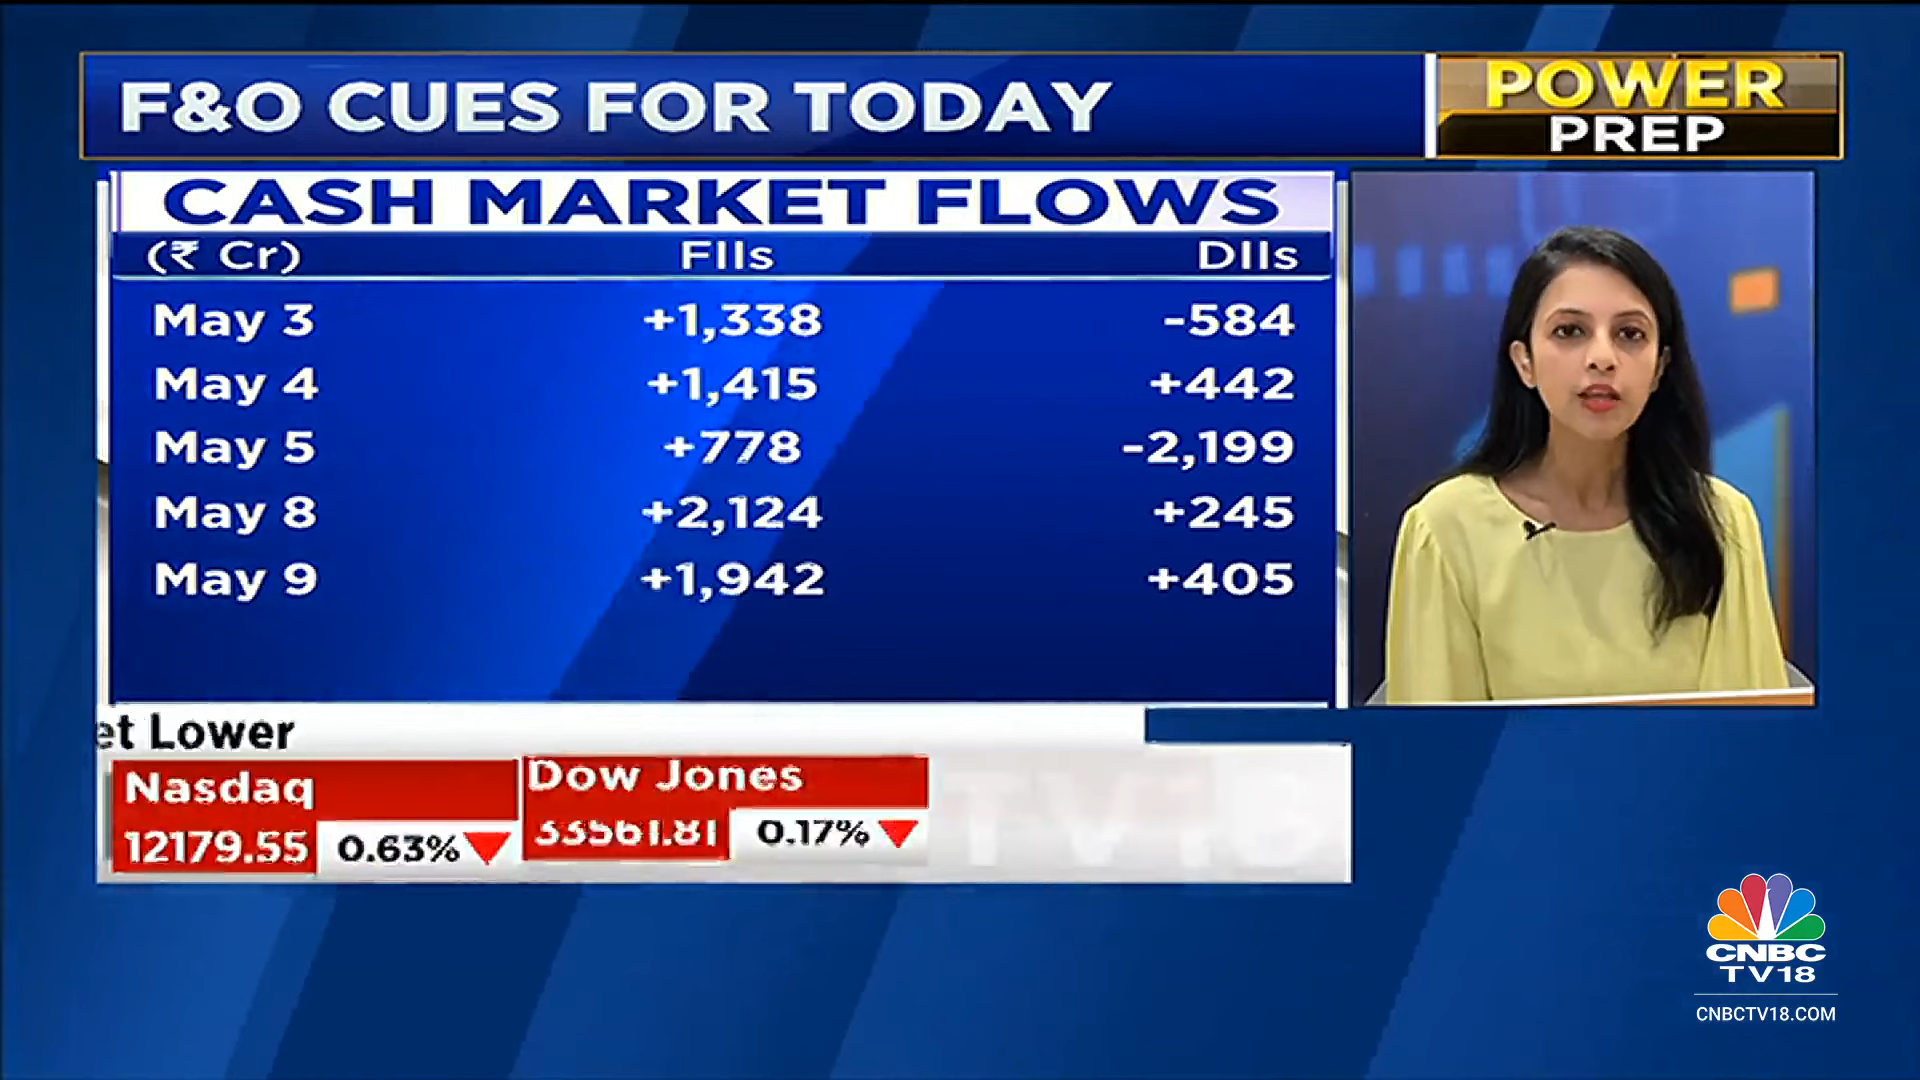 F&O CUES FOR TODAY
POWER
PREP
CASH MARKET FLOWS
(₹ Cr) FIIs DIIs
May 3 +1,338 -584
May 4 +1,415 +442
May 5 +778 -2,199
May 8 +2,124 +245
May 9 +1,942 +405
et Lower
Nasdaq
12179.55 0.63%
Dow Jones
33561.81 0.17%
TV18
CNBC
TV18
CNBCTV18.COM